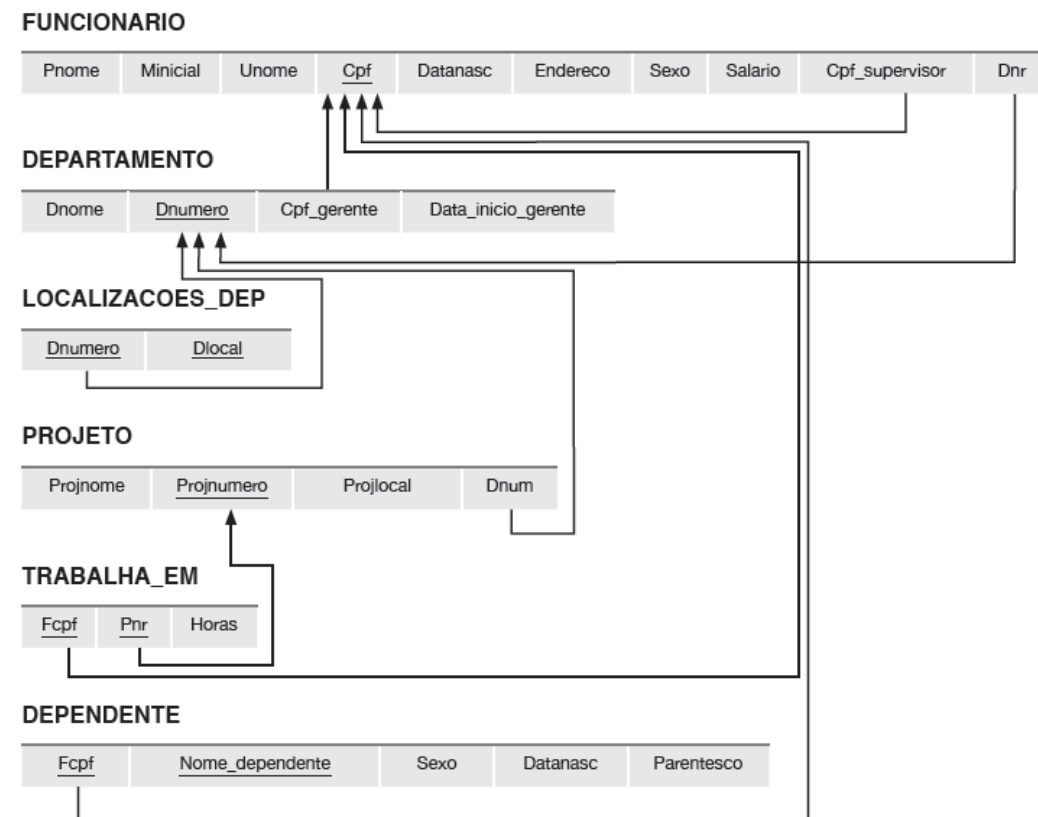 FUNCIONARIO
Pnome Minicial Unome Cpf Datanasc Endereco Sexo Salario Cpf_supervisor Dnr
DEPARTAMENTO
Dnome Dnumero Cpf_gerente Data_inicio_gerente
LOCALIZACOES_DEP
Dnumero Dlocal
PROJETO
Projnome Projnumero Projlocal Dnum
TRABALHA_EM
Fcpf Pnr Horas
DEPENDENTE
Fcpf Nome_dependente Sexo Datanasc Parentesco